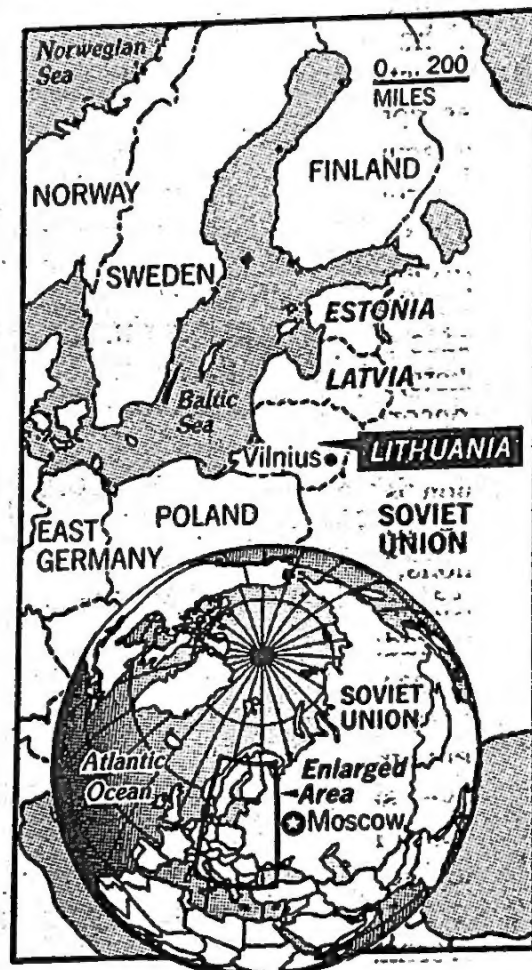 Norwegian
Sea
0 200
MILES
FINLAND
NORWAY
SWEDEN
ESTONIA
LATVIA
Baltic
Sea
LITHUANIA
Vilnius
SOVIET
UNION
POLAND
EAST
GERMANY
SOVIET
UNION
Atlantic
Ocean
Enlarged
Area
Moscow